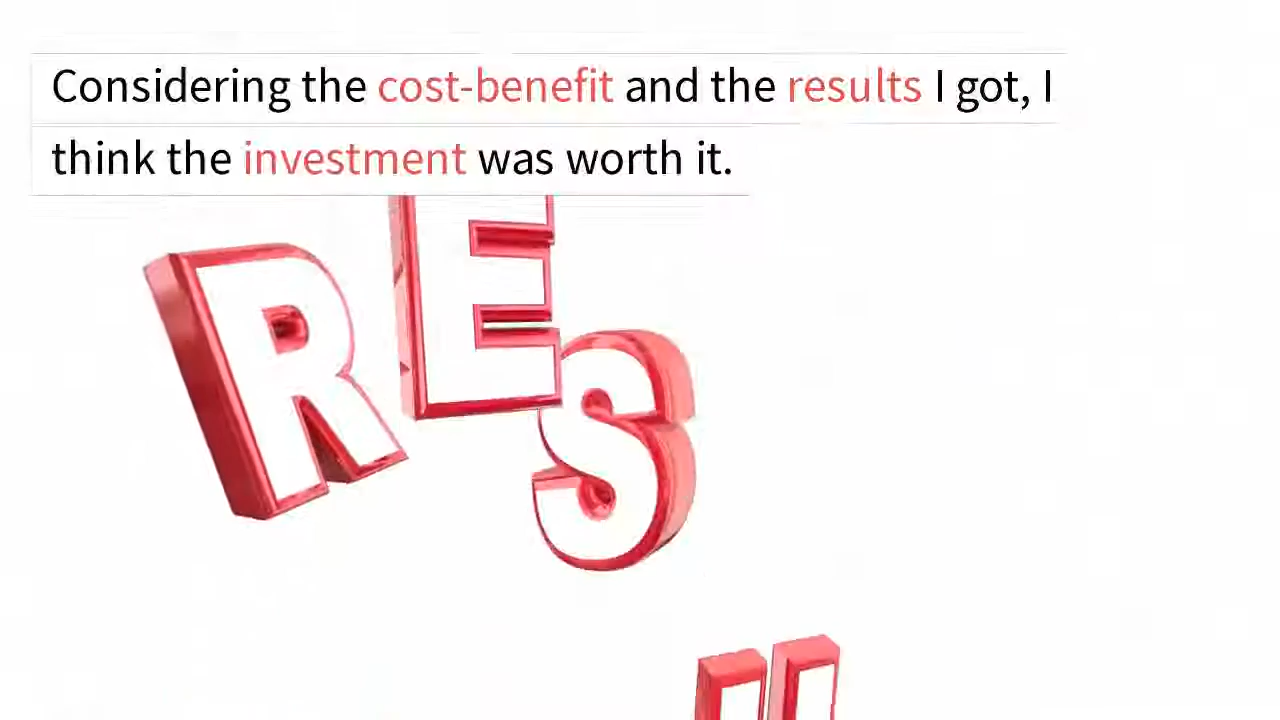 Considering the cost-benefit and the results I got, I
think the investment was worth it.
RES